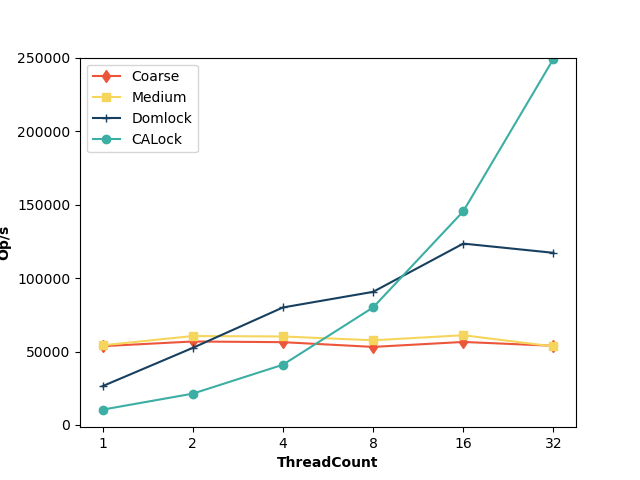 250000
200000
150000
100000
50000
0
Op/s
Coarse
Medium
Domlock
CALock
1 2 4 8 16 32
ThreadCount